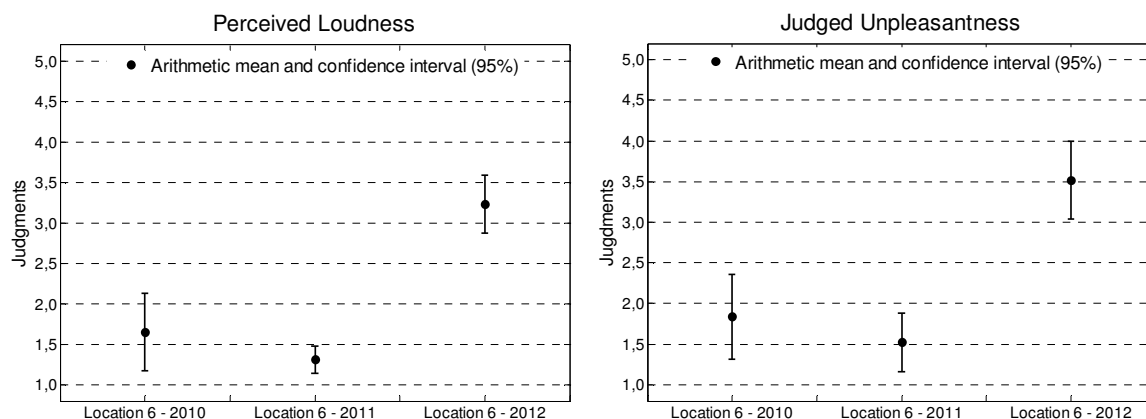 Perceived Loudness
Arithmetic mean and confidence interval (95%)
5,0
4,5
4,0
3,5
3,0
2,5
2,0
1,5
1,0
Judgments
Location 6 - 2010 Location 6 - 2011 Location 6 - 2012
Judged Unpleasantness
Arithmetic mean and confidence interval (95%)
5,0
4,5
4,0
3,5
3,0
2,5
2,0
1,5
1,0
Jugdments
Location 6 - 2010 Location 6 - 2011 Location 6 - 2012